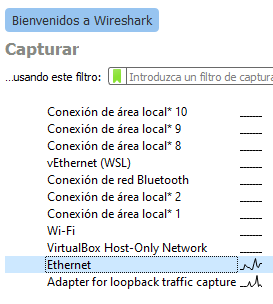 Bienvenidos a Wireshark
Capturar
...usando este filtro: Introduzca un filtro de captura
Conexión de área local* 10
Conexión de área local* 9
Conexión de área local* 8
vEthernet (WSL)
Conexión de red Bluetooth
Conexión de área local* 2
Conexión de área local* 1
Wi-Fi
VirtualBox Host-Only Network
Ethernet
Adapter for loopback traffic capture